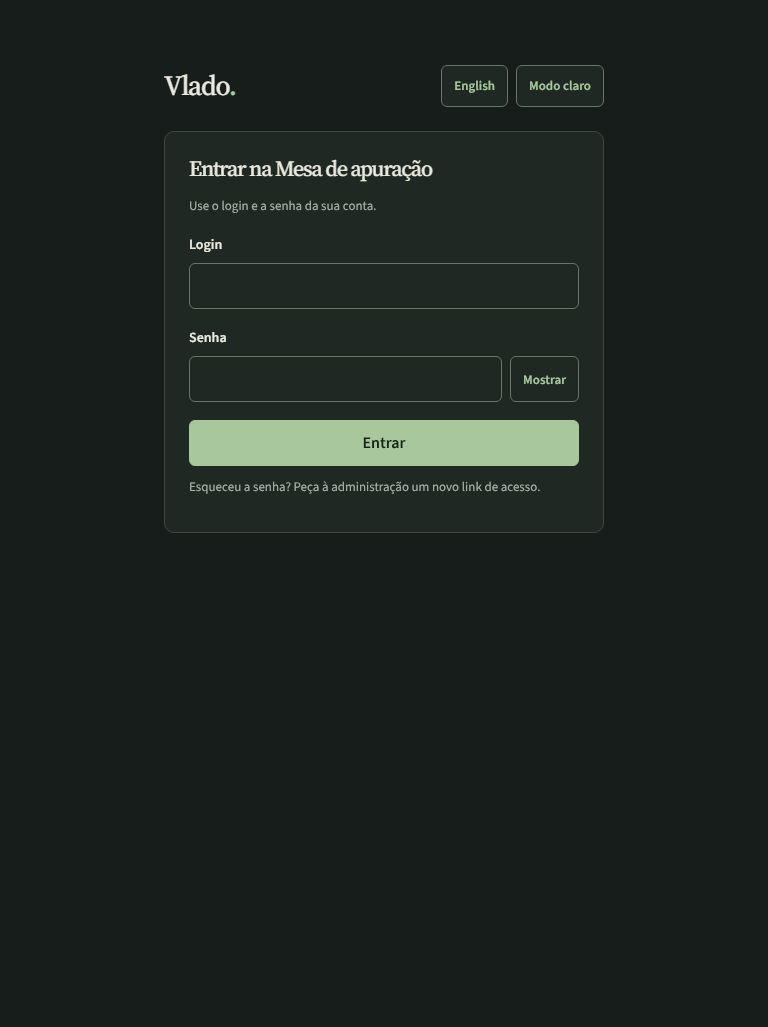 Vlado.
English
Modo claro
Entrar na Mesa de apuração
Use o login e a senha da sua conta.
Login
Senha
Mostrar
Entrar
Esqueceu a senha? Peça à administração um novo link de acesso.